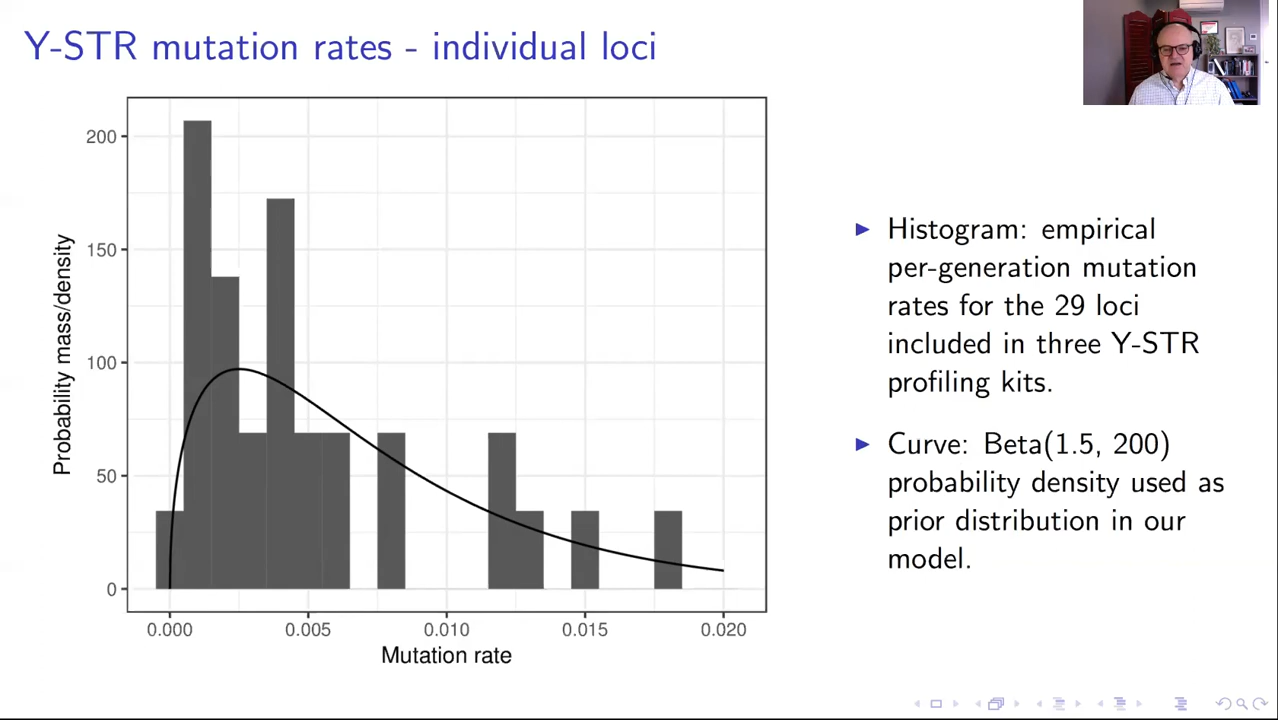 Y-STR mutation rates - individual loci
200
150
100
50
0
Probability mass/density
0.000 0.005 0.010 0.015 0.020
Mutation rate
► Histogram: empirical
per-generation mutation
rates for the 29 loci
included in three Y-STR
profiling kits.
► Curve: Beta(1.5, 200)
probability density used as
prior distribution in our
model.